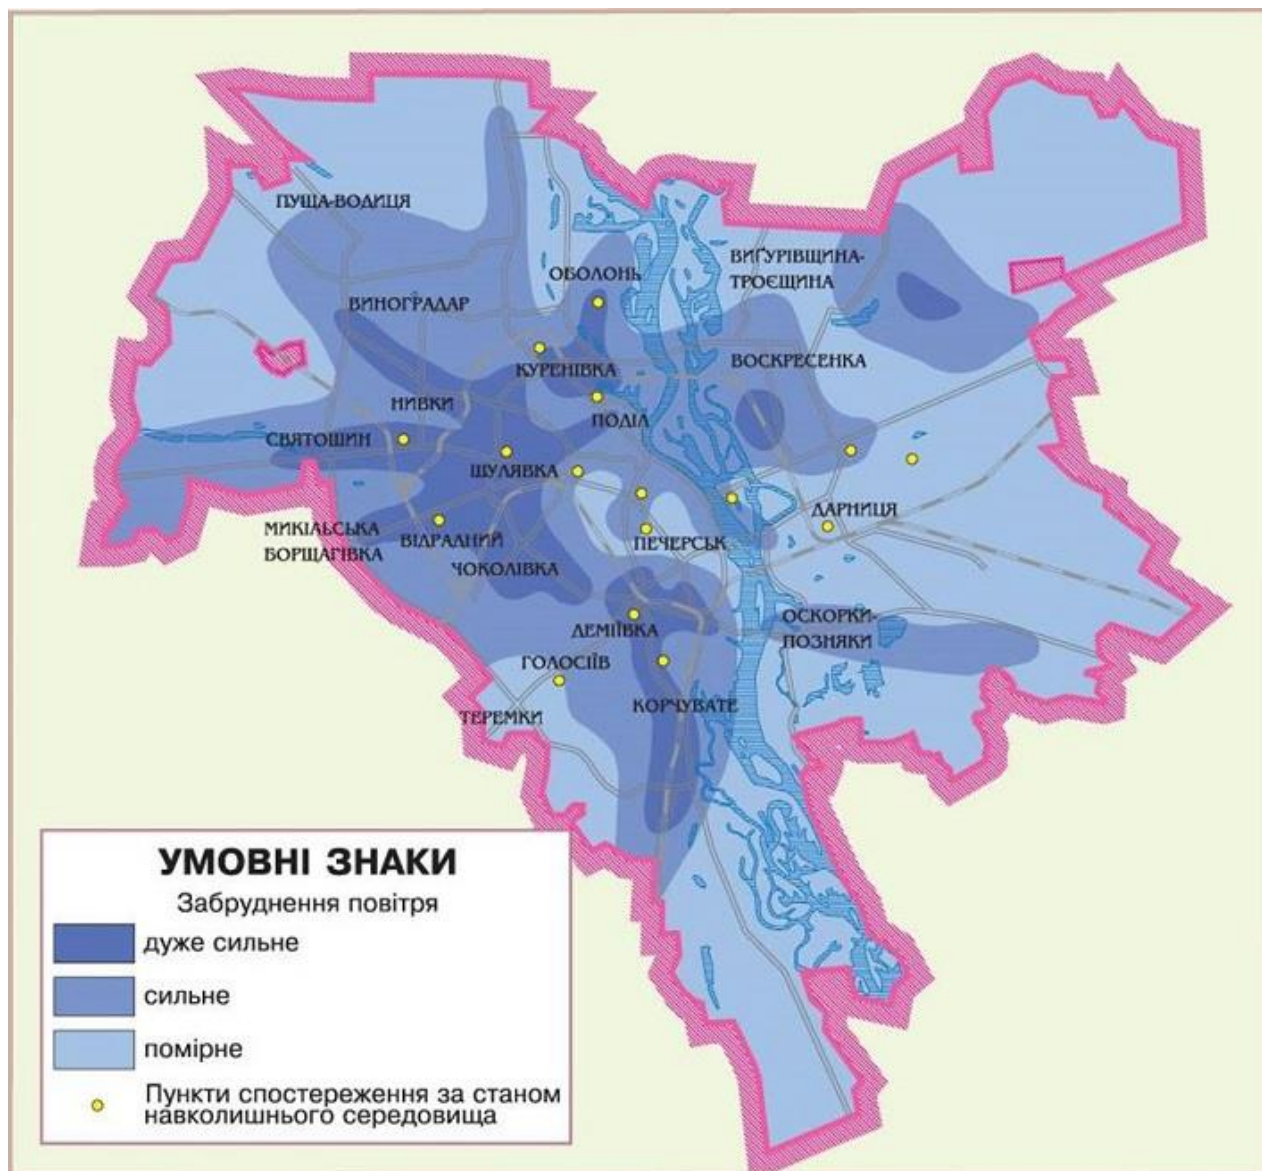 ПУЩА-ВОДИЦЯ
ОБОЛОНЬ
ВИҐУРІВЩИНА-
ТРОЄЩИНА
ВИНОГРАДАР
КУРЕНІВКА
ВОСКРЕСЕНКА
НИВКИ
ПОДІЛ
СВЯТОШИН
ШУЛЯВКА
МИКІЛЬСЬКА
БОРЩАГІВКА
ВІДРАДНИЙ
ЧОКОЛІВКА
ПЕЧЕРСЬК
ДАРНИЦЯ
ДЕМІЇВКА
ОСКОРКИ-
ПОЗНЯКИ
ГОЛОСІЇВ
ТЕРЕМКИ
КОРЧУВАТЕ
УМОВНІ ЗНАКИ
Забруднення повітря
дуже сильне
сильне
помірне
Пункти спостереження за станом
навколишнього середовища